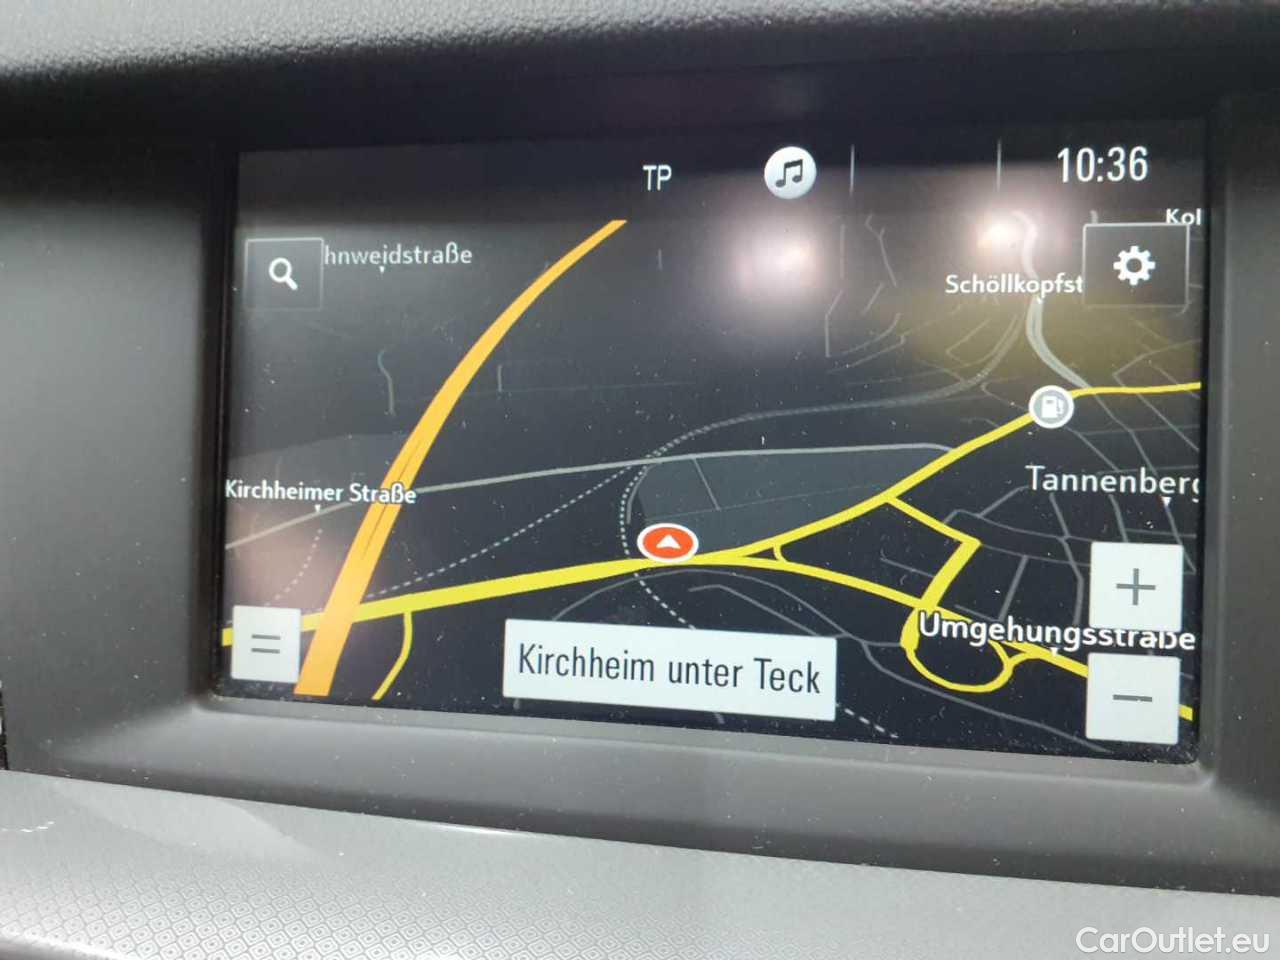 TP
10:36
Kol
hnweidstraße
Schöllkopfst
Kirchheimer Straße
Tannenberg
Umgehungsstraße
Kirchheim unter Teck
CarOutlet.eu